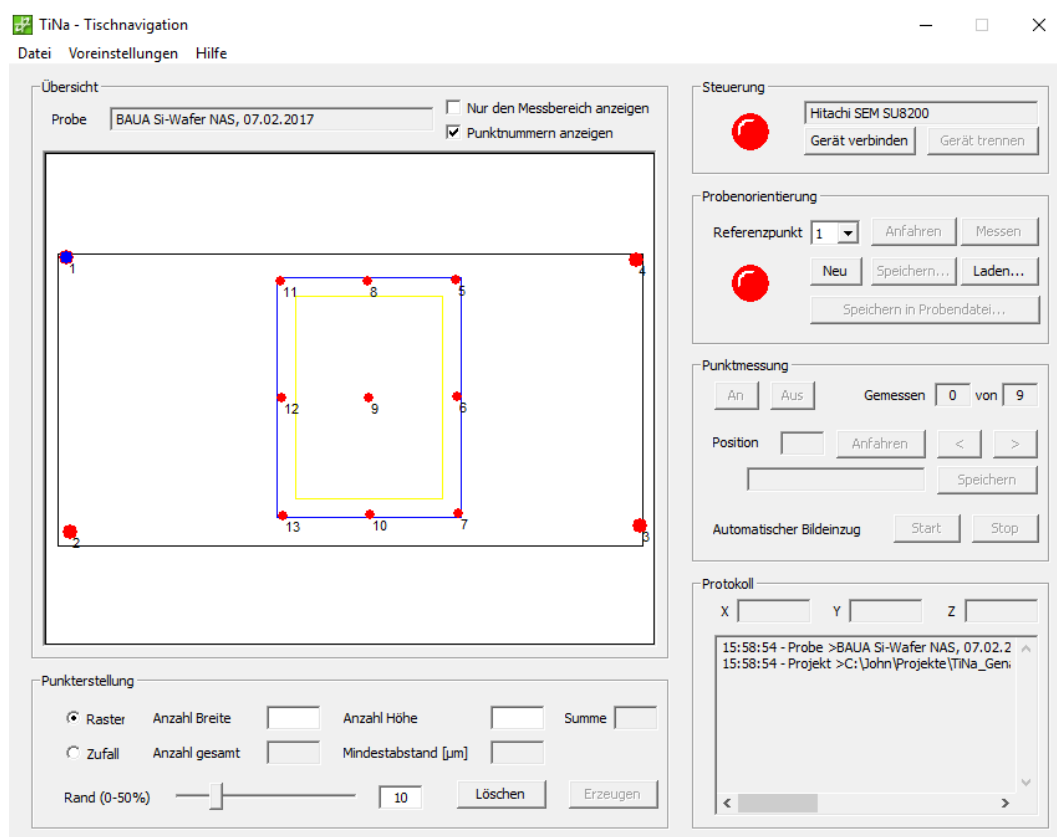 TiNa - Tischnavigation
Datei Voreinstellungen Hilfe
Übersicht
Probe BAUA Si-Wafer NAS, 07.02.2017
Nur den Messbereich anzeigen
Punktnummern anzeigen
1
4
11 8 5
12 9 6
13 10 7
2
3
Punkterstellung
Raster Anzahl Breite Anzahl Höhe Summe
Zufall Anzahl gesamt Mindestabstand [µm]
Rand (0-50%) 10 Löschen Erzeugen
Steuerung
Hitachi SEM SU8200
Gerät verbinden Gerät trennen
Probenorientierung
Referenzpunkt 1 Anfahren Messen
Neu Speichern... Laden...
Speichern in Probendatei...
Punktmessung
An Aus Gemessen 0 von 9
Position Anfahren < >
Speichern
Automatischer Bildeinzug Start Stop
Protokoll
X Y Z
15:58:54 - Probe >BAUA Si-Wafer NAS, 07.02.2
15:58:54 - Projekt >C:\John\Projekte\TiNa_Gen